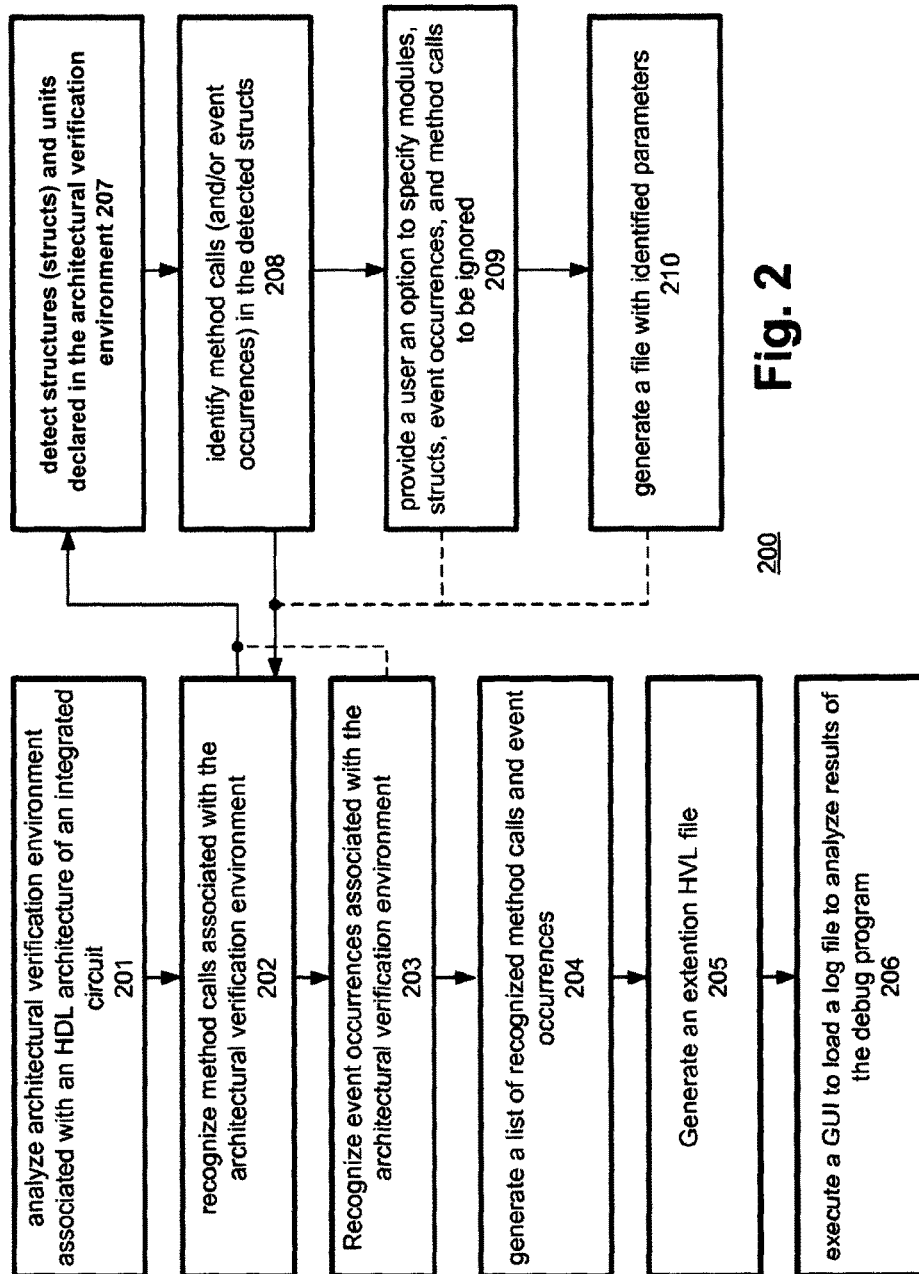 analyze architectural verification environment
associated with an HDL architecture of an integrated
circuit
201
recognize method calls associated with the
architectural verification environment
202
Recognize event occurrences associated with the
architectural verification environment
203
generate a list of recognized method calls and event
occurrences
204
Generate an extention HVL file
205
execute a GUI to load a log file to analyze results of
the debug program
206
detect structures (structs) and units
declared in the architectural verification
environment 207
identify method calls (and/or event
occurrences) in the detected structs
208
provide a user an option to specify modules,
structs, event occurrences, and method calls
to be ignored
209
generate a file with identified parameters
210
200
Fig. 2